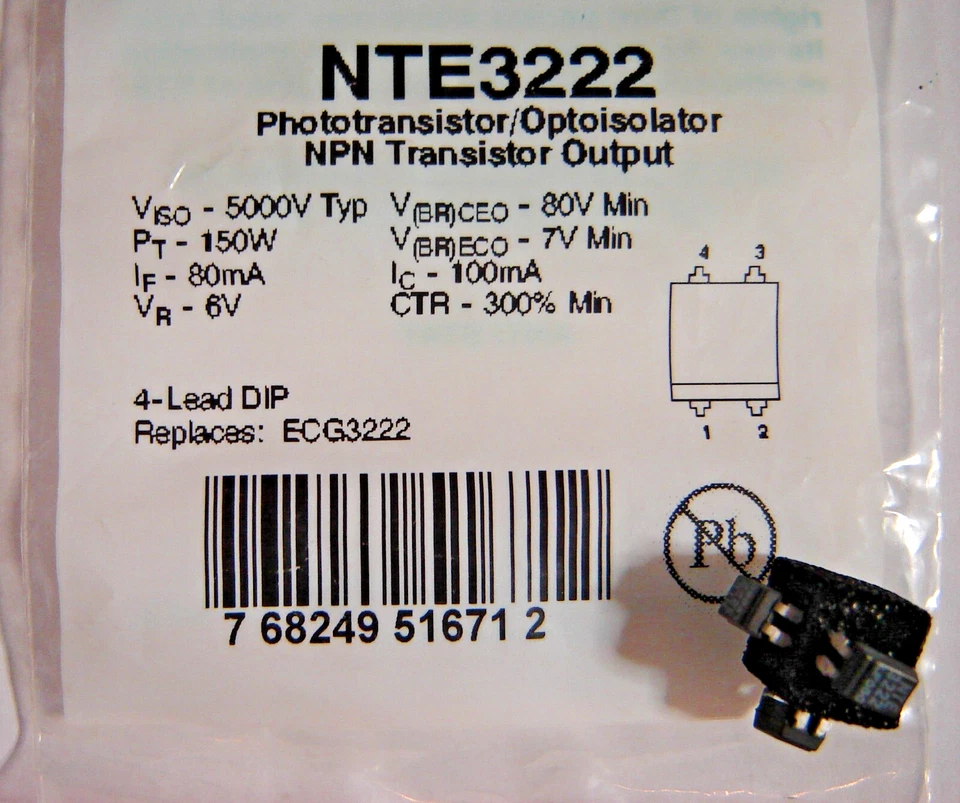 NTE3222
Phototransistor/Optoisolator
NPN Transistor Output
VISO - 5000V Typ V(BR)CEO - 80V Min
PT - 150W V(BR)ECO - 7V Min
IF - 80mA IC - 100mA
VR - 6V CTR - 300% Min
4 3
1 2
4-Lead DIP
Replaces: ECG3222
Pb
7 68249 51671 2